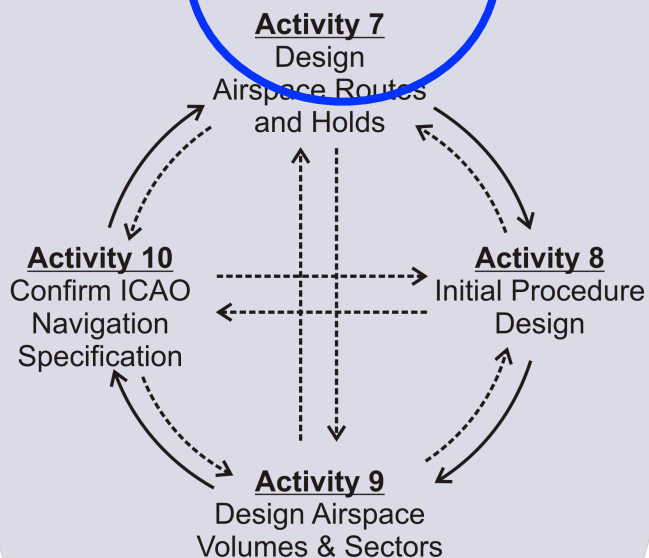 Activity 7
Design
Airspace Routes
and Holds
Activity 10
Confirm ICAO
Navigation
Specification
Activity 8
Initial Procedure
Design
Activity 9
Design Airspace
Volumes & Sectors